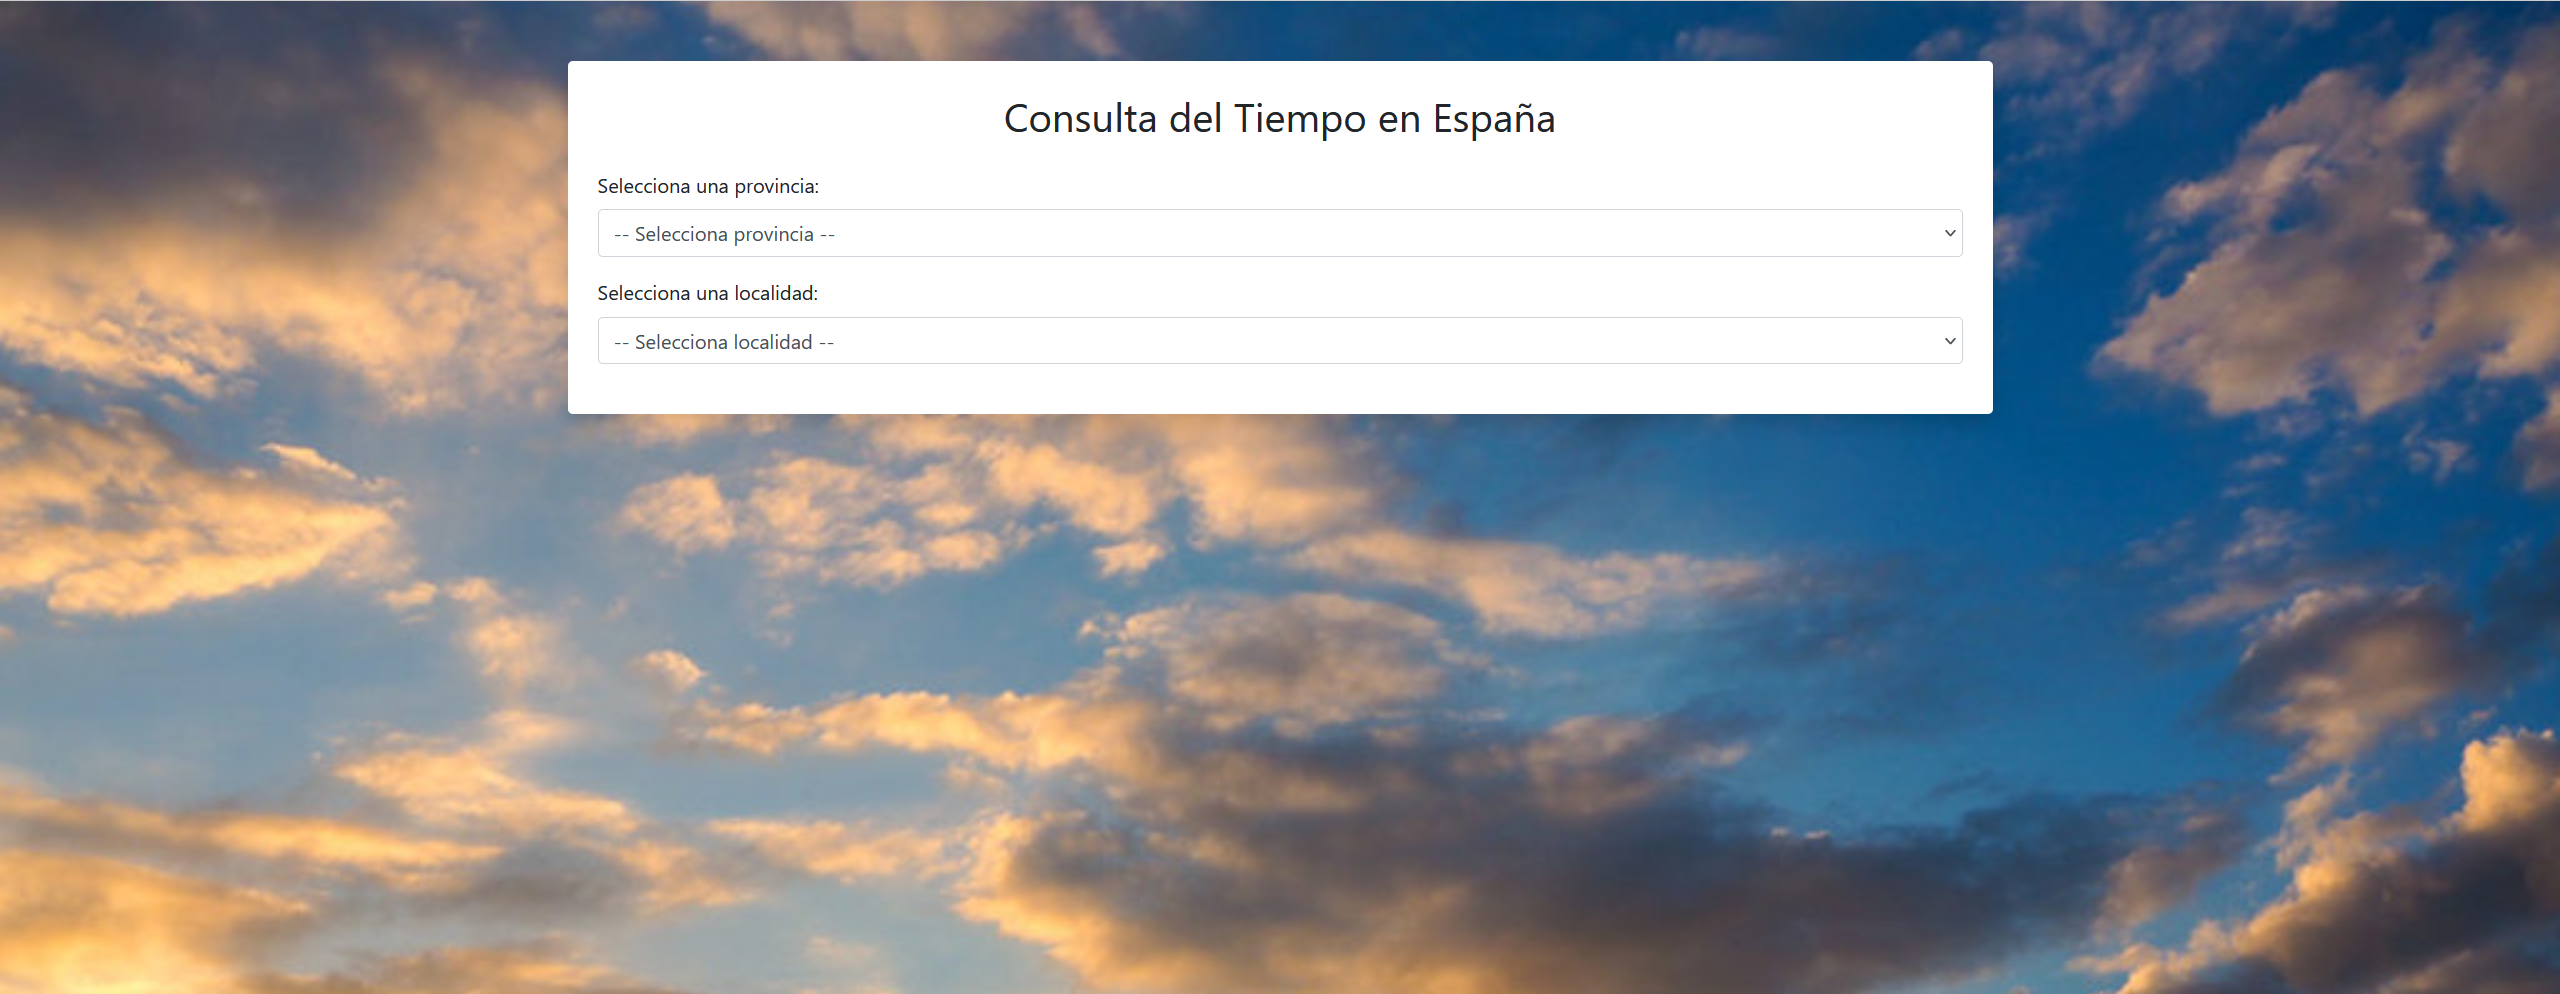 Consulta del Tiempo en España
Selecciona una provincia:
-- Selecciona provincia --
Selecciona una localidad:
-- Selecciona localidad --